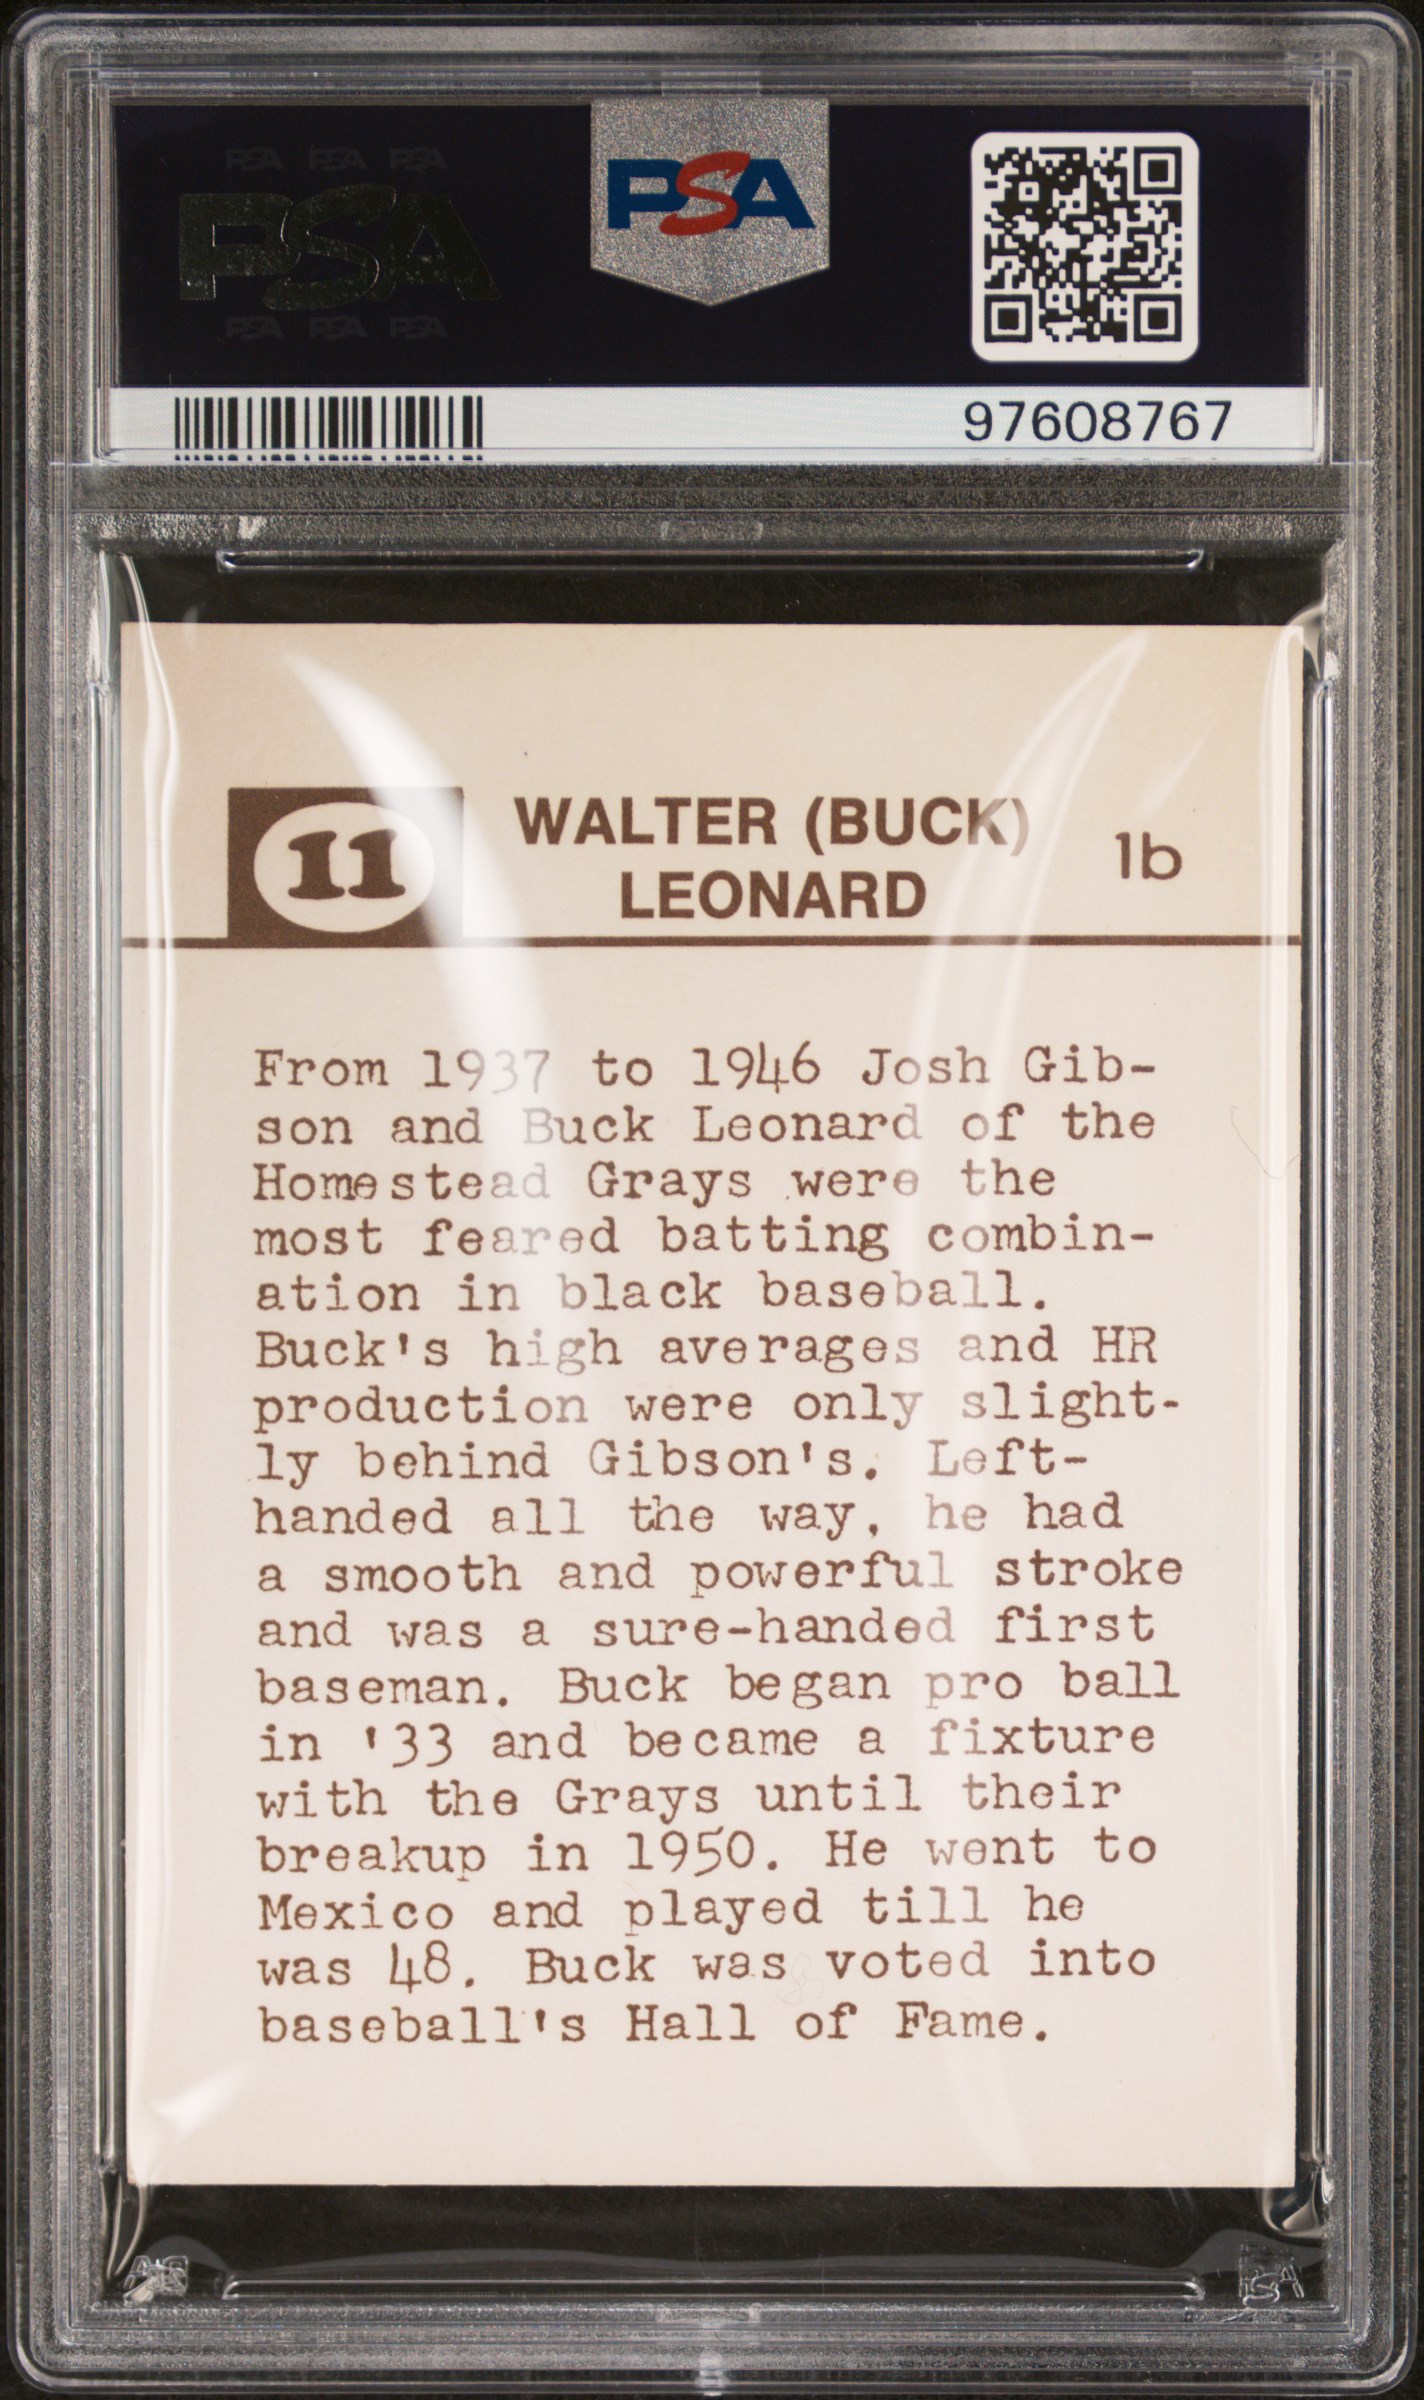 PSA PSA PSA
PSA
PSA PSA PSA
PSA
97608767
11
WALTER (BUCK)
LEONARD
1b
From 1937 to 1946 Josh Gib-
son and Buck Leonard of the
Homestead Grays were the
most feared batting combin-
ation in black baseball.
Buck's high averages and HR
production were only slight-
ly behind Gibson's. Left-
handed all the way, he had
a smooth and powerful stroke
and was a sure-handed first
baseman. Buck began pro ball
in '33 and became a fixture
with the Grays until their
breakup in 1950. He went to
Mexico and played till he
was 48. Buck was voted into
baseball's Hall of Fame.
PSA